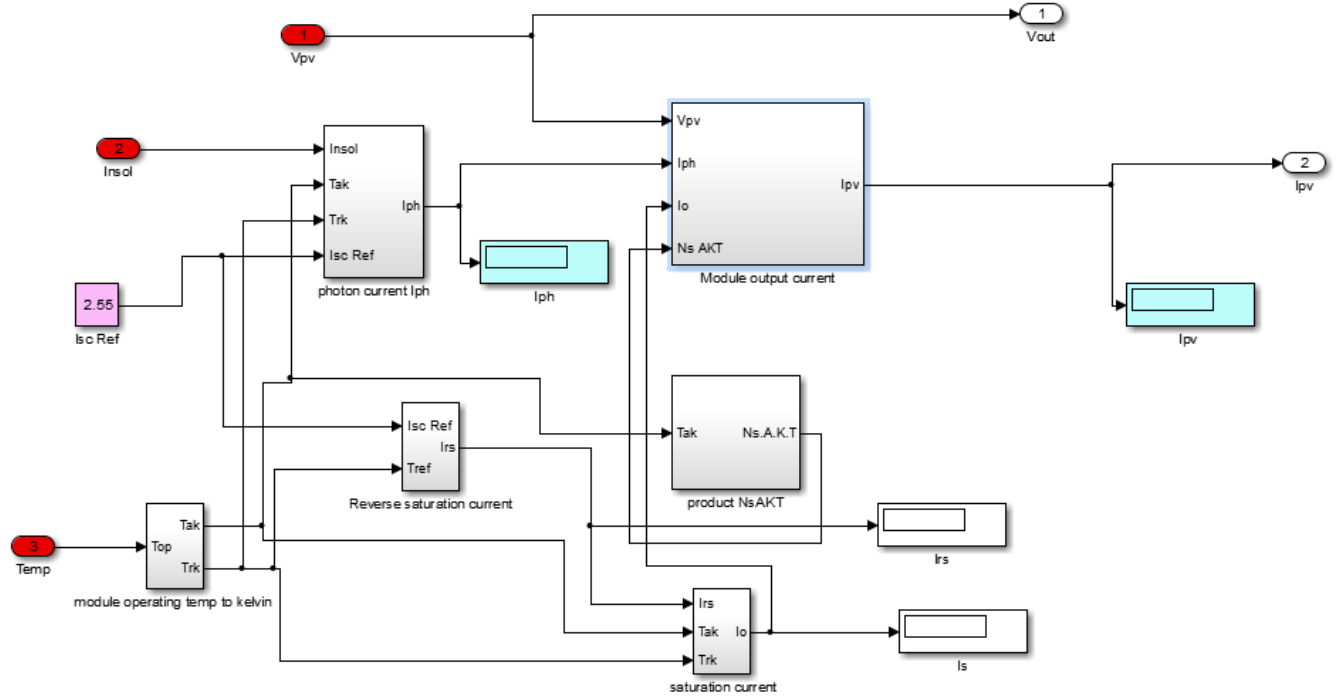 1
Vout
1
Vpv
Vpv
2
Insol
Insol
Iph
2
Ipv
Tak
Iph
Ipv
Trk
Io
Isc Ref
Ns AKT
photon current Iph
Module output current
Iph
2.55
Isc Ref
Ipv
Isc Ref
Irs
Tref
Tak
Ns.A.K.T
Reverse saturation current
product NsAKT
3
Temp
Top
Tak
Trk
module operating temp to kelvin
Irs
Irs
Tak
Io
Trk
saturation current
Is